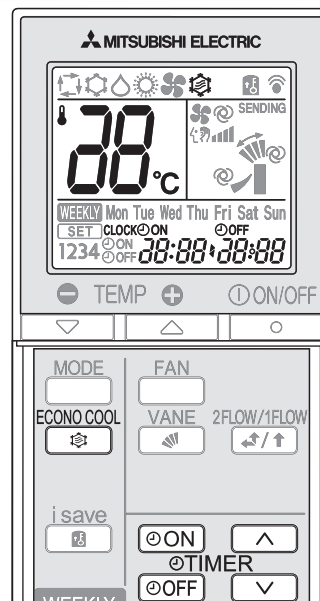 MITSUBISHI ELECTRIC
SENDING
88 °C
WEEKLY Mon Tue Wed Thu Fri Sat Sun
SET CLOCK ON OFF
1234 ON OFF 88:88 88:88
TEMP ON/OFF
MODE FAN
ECONO COOL VANE 2FLOW/1FLOW
i save
ON
TIMER
OFF
WEEKLY